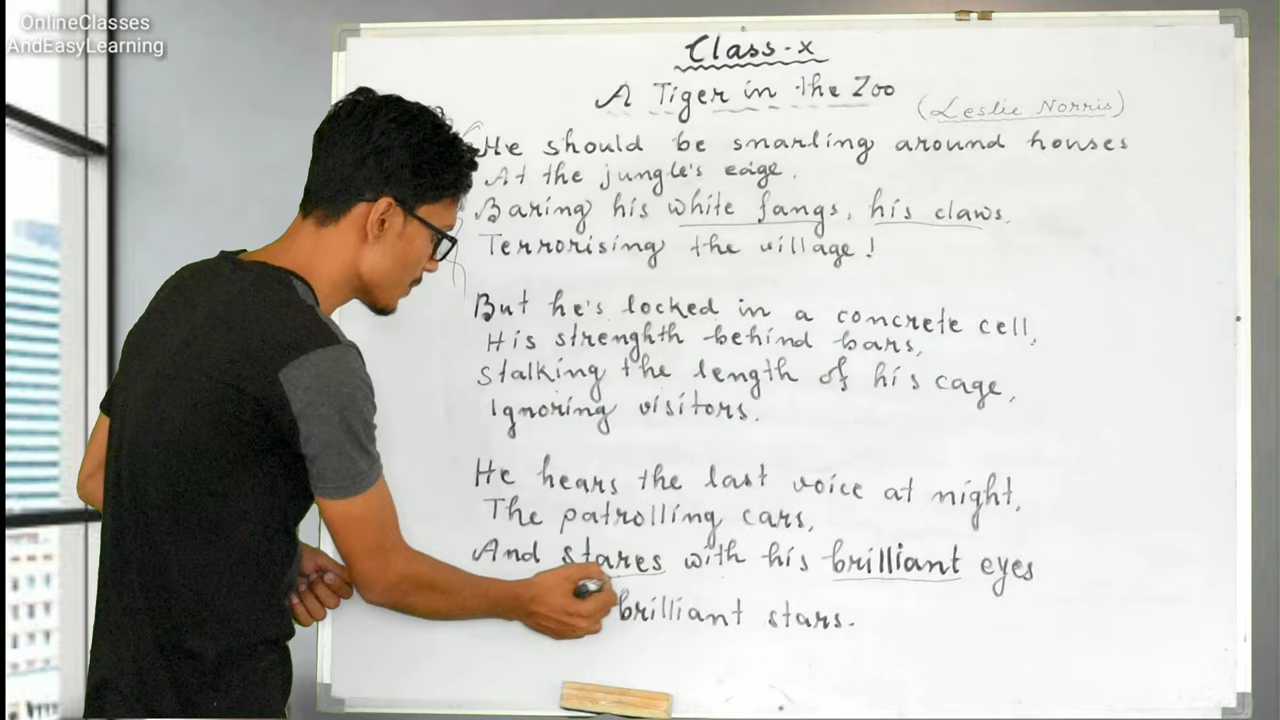 OnlineClasses
AndEasyLearning
Class-x
A Tiger in the Zoo
(Leslie Norris)
He should be snarling around houses
At the jungle's edge.
Baring his white fangs, his claws,
Terrorising the village!
But he's locked in a concrete cell,
His strenghth behind bars,
Stalking the length of his cage,
Ignoring visitors.
He hears the last voice at night,
The patrolling cars,
And stares with his brilliant eyes
brilliant stars.